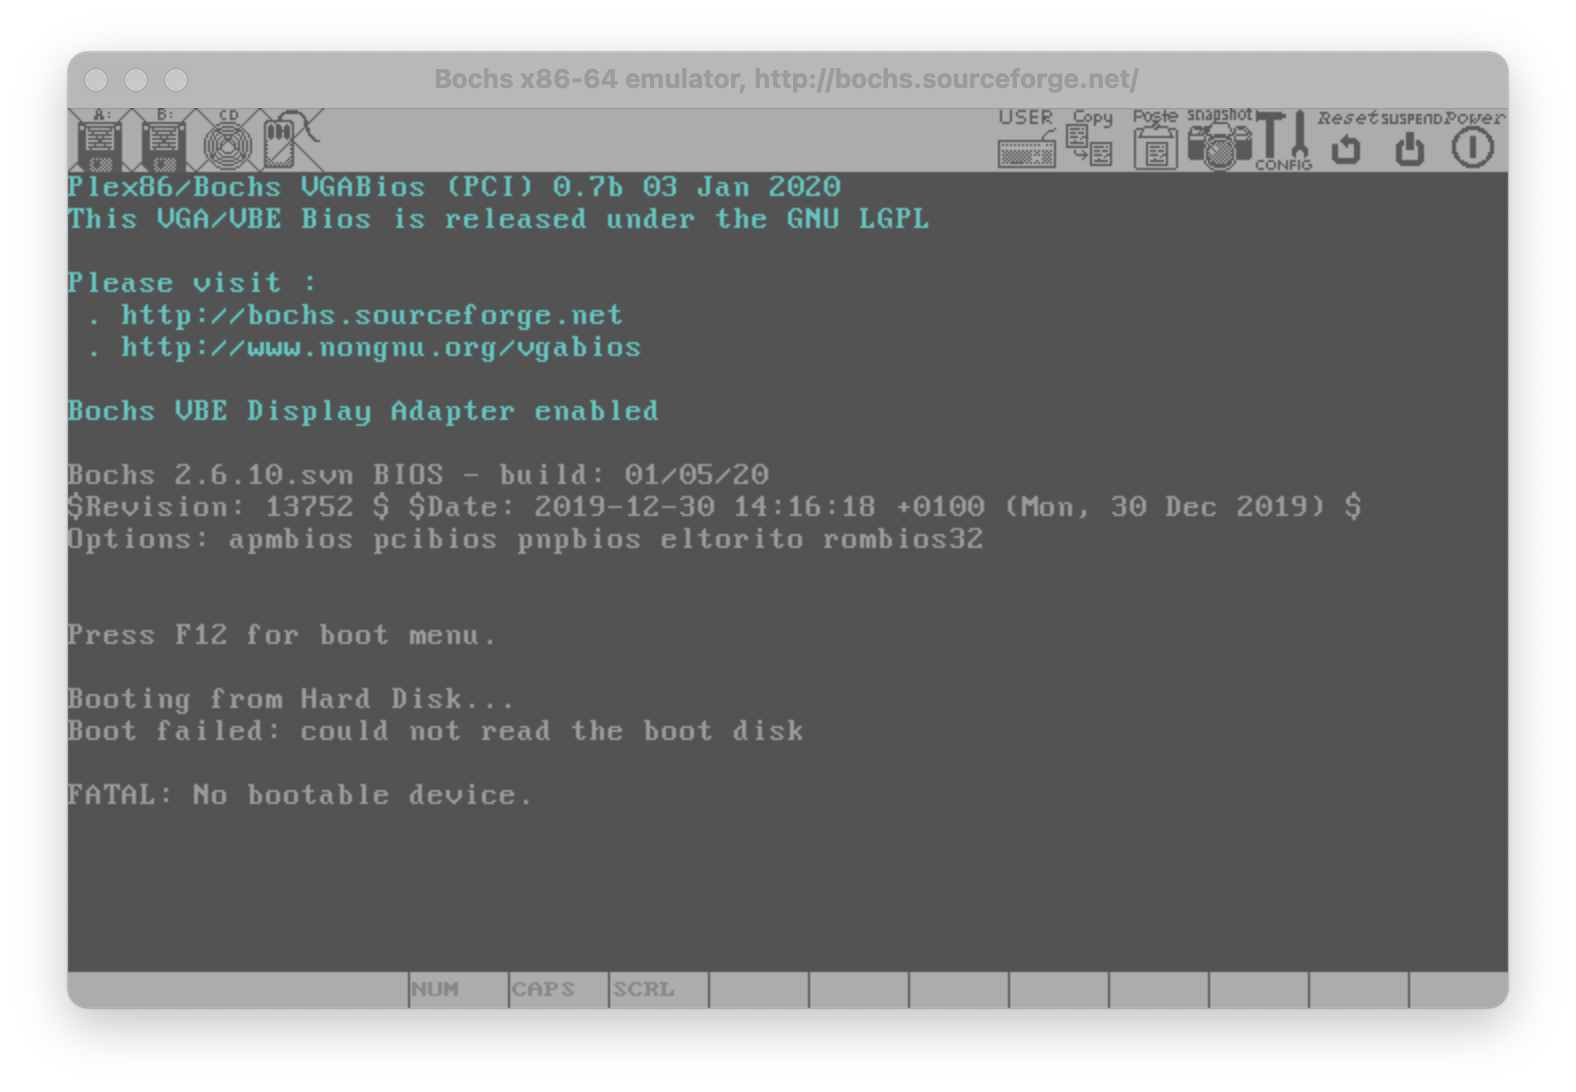 Bochs x86-64 emulator, http://bochs.sourceforge.net/
A: B: CD USER Copy Paste snapshot CONFIG Reset SUSPEND Power
Plex86/Bochs VGABios (PCI) 0.7b 03 Jan 2020
This VGA/VBE Bios is released under the GNU LGPL
Please visit :
. http://bochs.sourceforge.net
. http://www.nongnu.org/vgabios
Bochs VBE Display Adapter enabled
Bochs 2.6.10.svn BIOS - build: 01/05/20
$Revision: 13752 $ $Date: 2019-12-30 14:16:18 +0100 (Mon, 30 Dec 2019) $
Options: apmbios pcibios pnpbios eltorito rombios32
Press F12 for boot menu.
Booting from Hard Disk...
Boot failed: could not read the boot disk
FATAL: No bootable device.
NUM CAPS SCRL